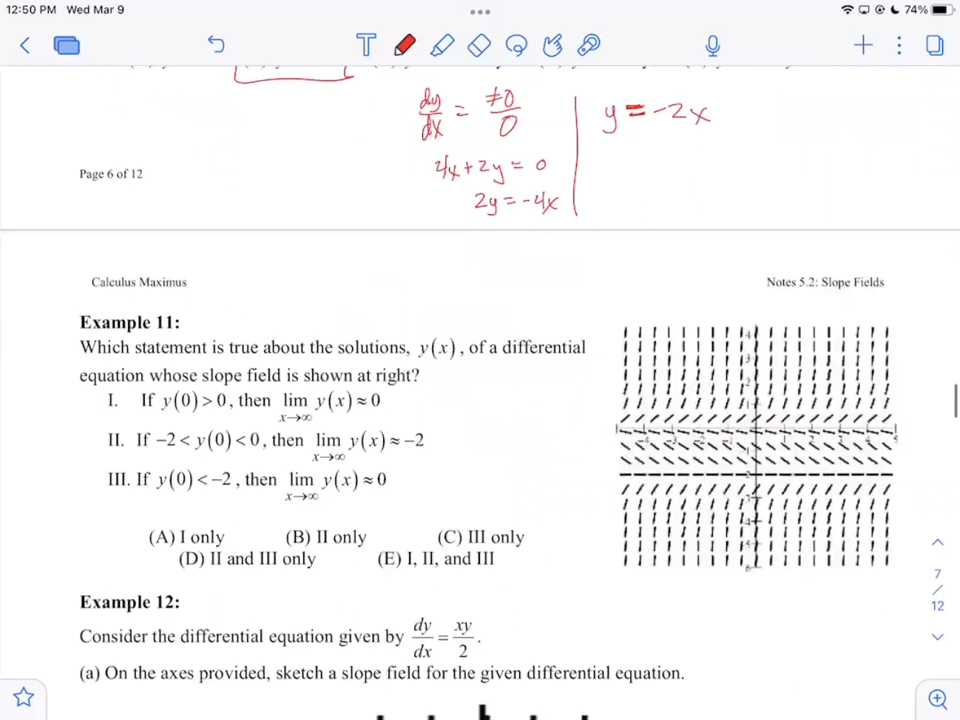 12:50 PM Wed Mar 9
74%
dy/dx = ≠0/0
y = -2x
4x + 2y = 0
2y = -4x
Page 6 of 12
Calculus Maximus
Notes 5.2: Slope Fields
Example 11:
Which statement is true about the solutions, y(x), of a differential
equation whose slope field is shown at right?
I. If y(0) > 0, then lim x→∞ y(x) ≈ 0
II. If −2 < y(0) < 0, then lim x→∞ y(x) ≈ −2
III. If y(0) < −2, then lim x→∞ y(x) ≈ 0
(A) I only (B) II only (C) III only
(D) II and III only (E) I, II, and III
7
/
12
Example 12:
Consider the differential equation given by dy/dx = xy/2.
(a) On the axes provided, sketch a slope field for the given differential equation.